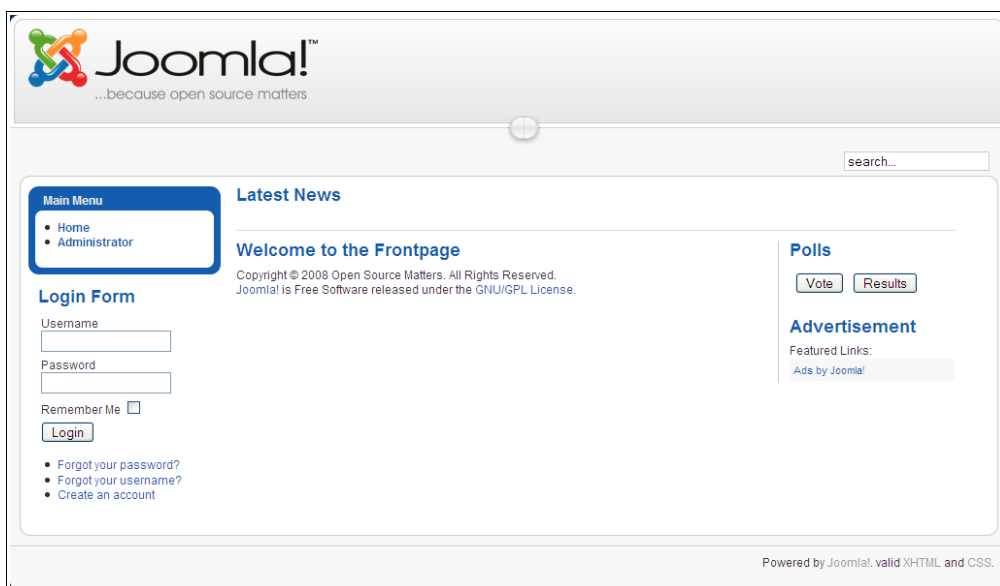 Joomla!™
...because open source matters
search...
Main Menu
Home
Administrator
Login Form
Username
Password
Remember Me
Login
Forgot your password?
Forgot your username?
Create an account
Latest News
Welcome to the Frontpage
Copyright © 2008 Open Source Matters. All Rights Reserved.
Joomla! is Free Software released under the GNU/GPL License.
Polls
Vote Results
Advertisement
Featured Links:
Ads by Joomla!
Powered by Joomla!. valid XHTML and CSS.